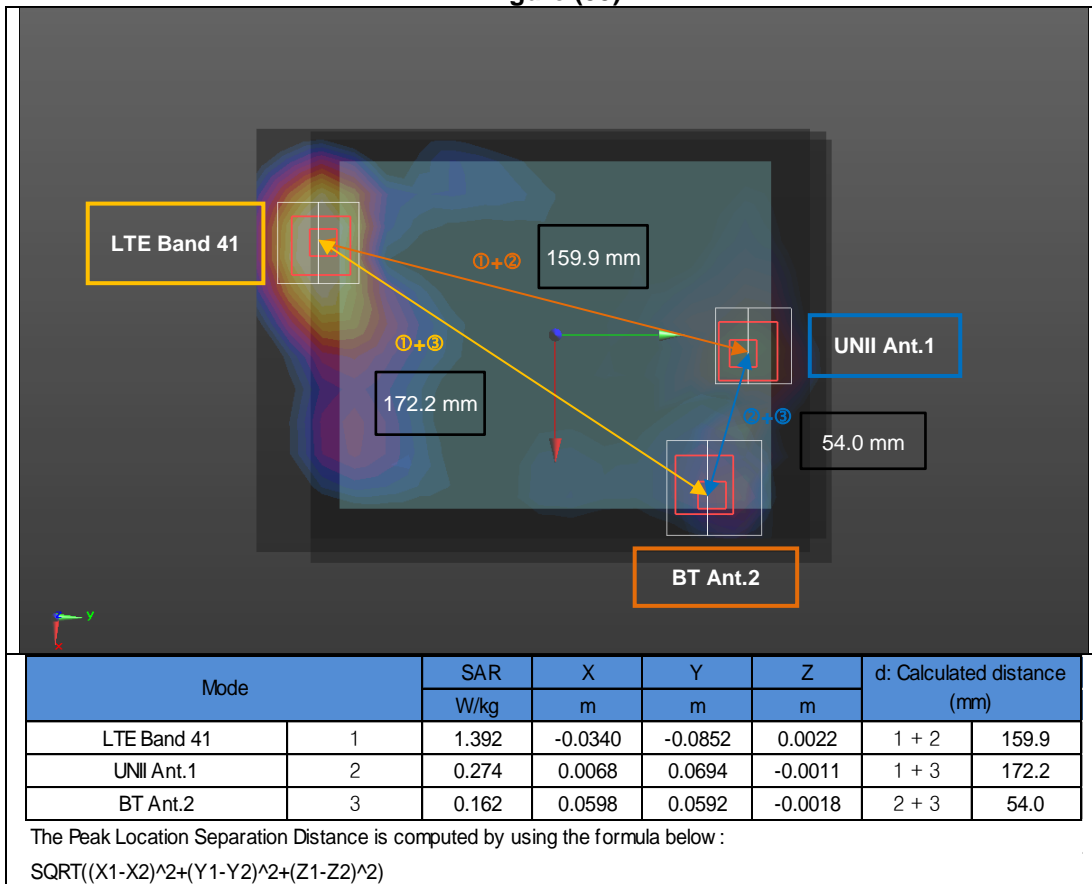 LTE Band 41
①+②
159.9 mm
①+③
172.2 mm
UNII Ant.1
②+③
54.0 mm
BT Ant.2
y
x
Mode SAR X Y Z d: Calculated distance (mm)
W/kg m m m
LTE Band 41 1 1.392 -0.0340 -0.0852 0.0022 1 + 2 159.9
UNII Ant.1 2 0.274 0.0068 0.0694 -0.0011 1 + 3 172.2
BT Ant.2 3 0.162 0.0598 0.0592 -0.0018 2 + 3 54.0
The Peak Location Separation Distance is computed by using the formula below :
SQRT((X1-X2)^2+(Y1-Y2)^2+(Z1-Z2)^2)